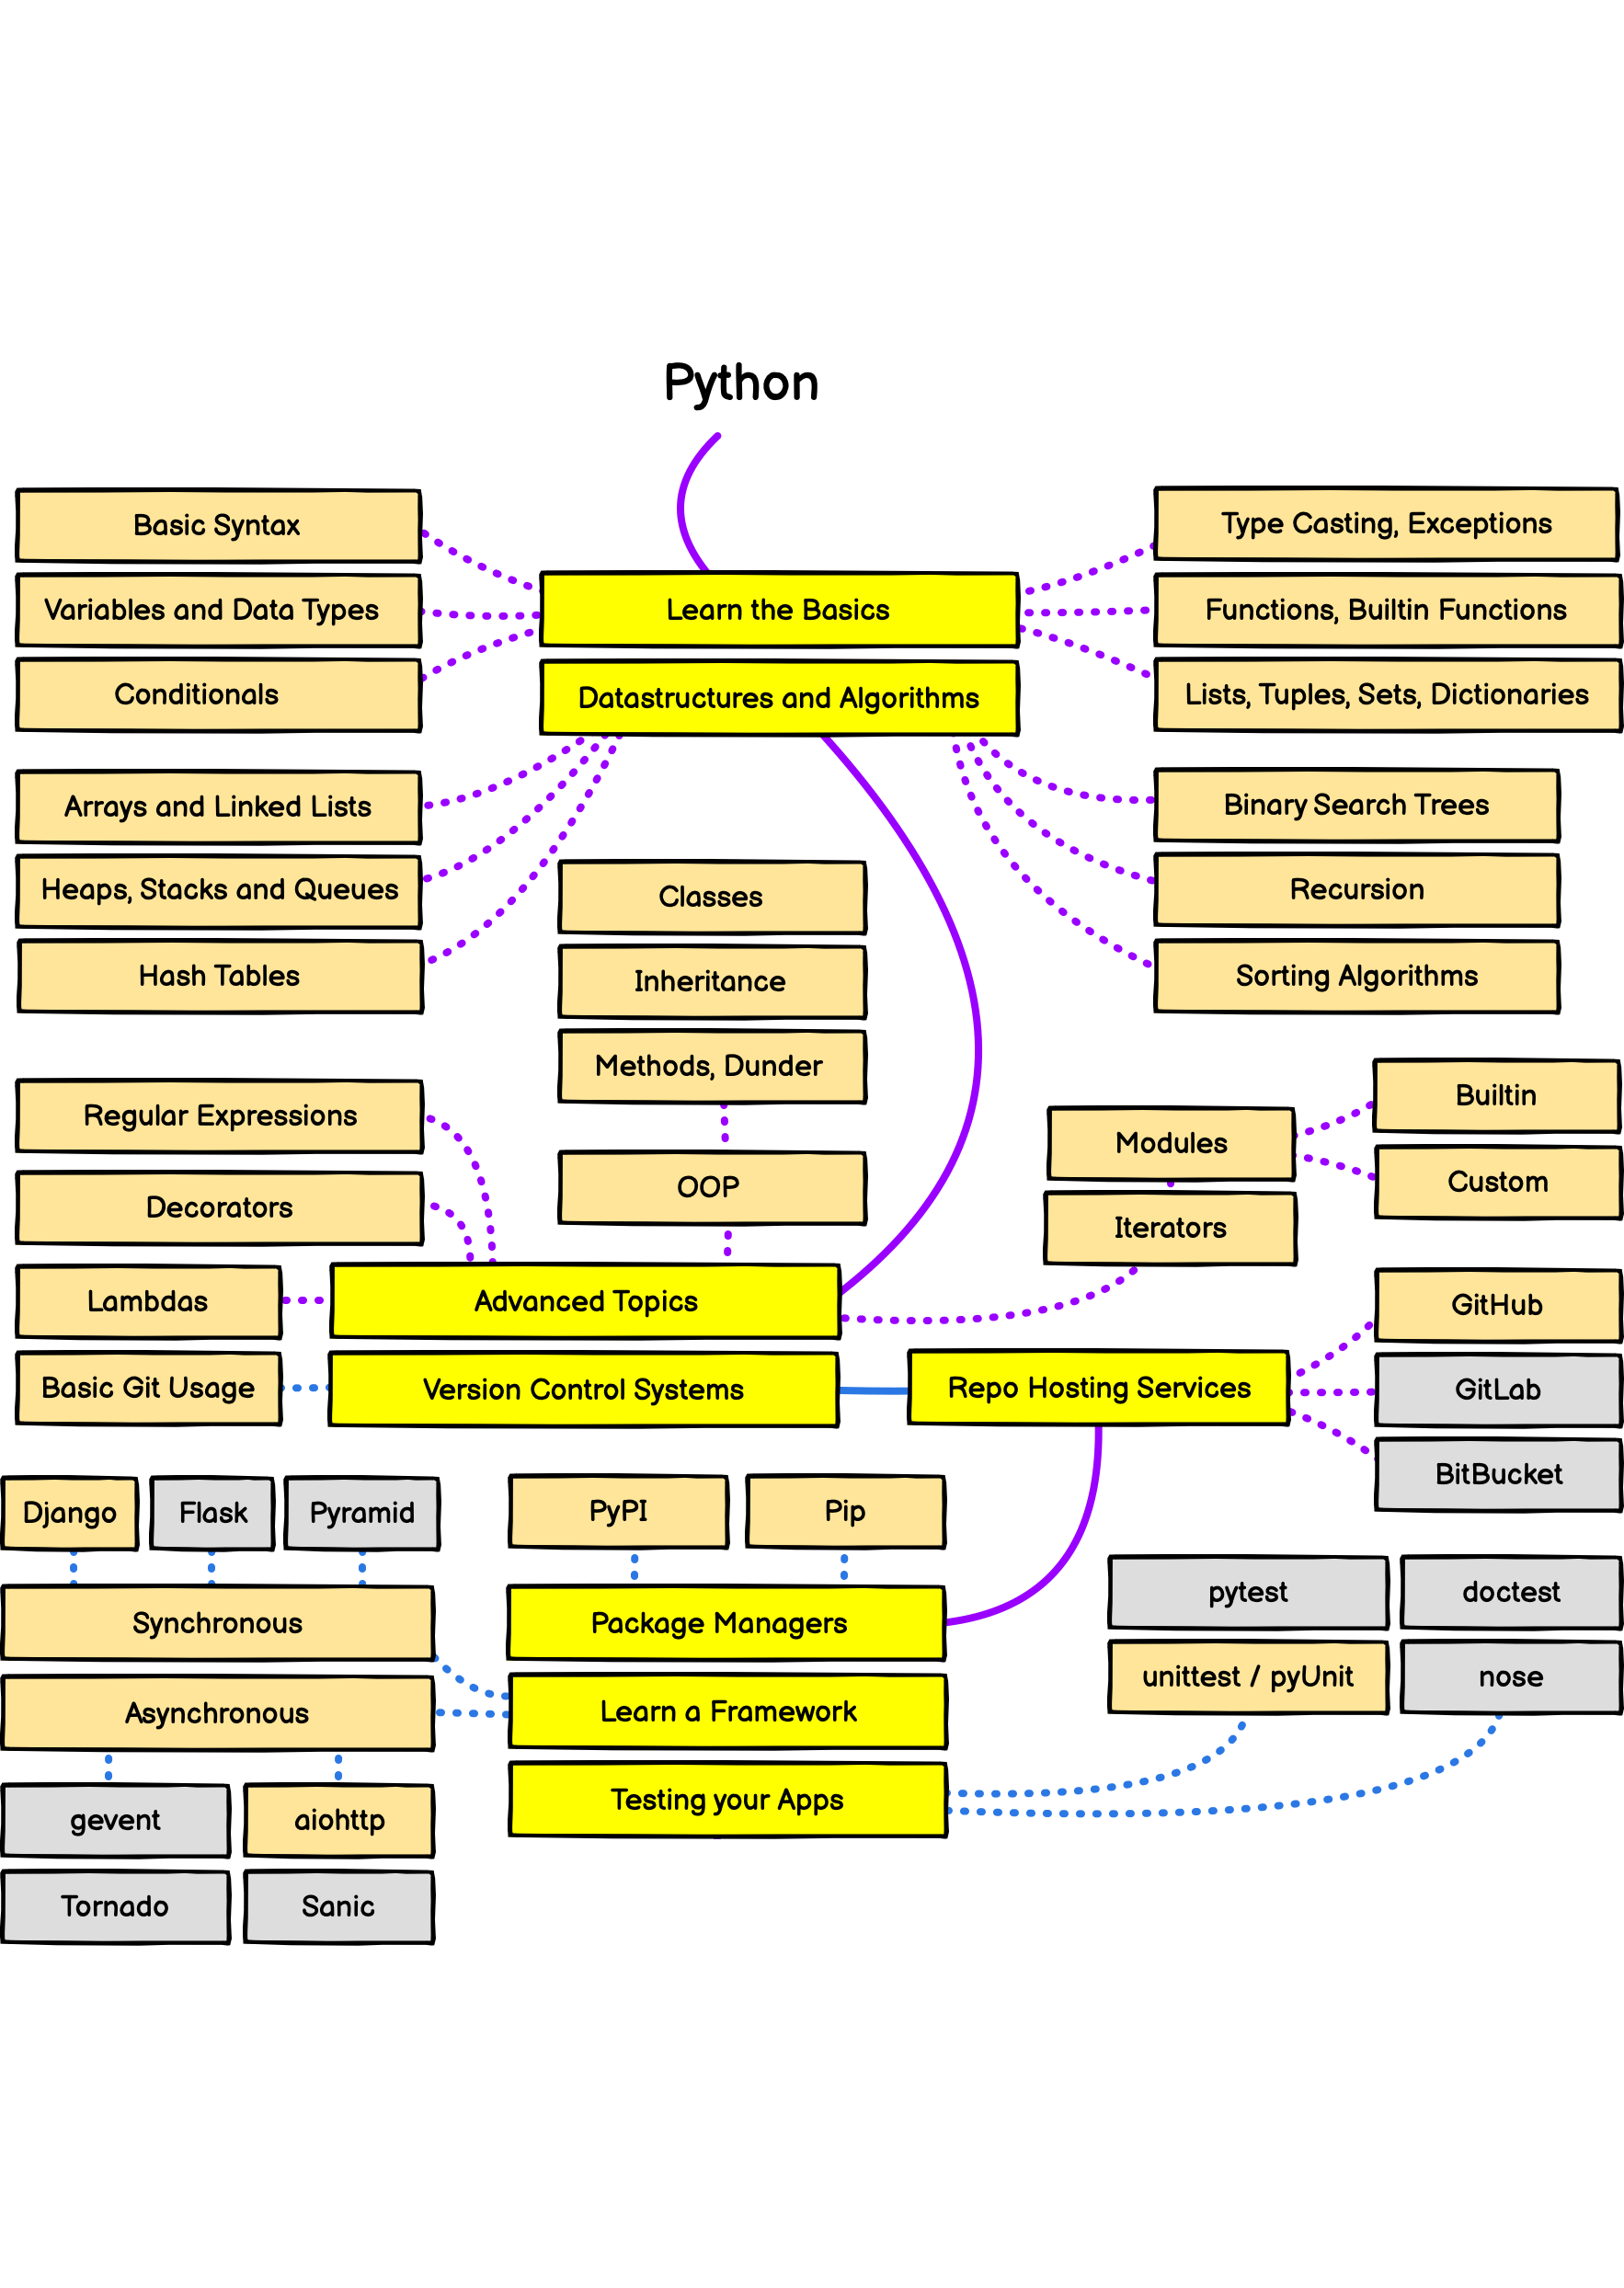 Python
Basic Syntax
Variables and Data Types
Conditionals
Learn the Basics
Datastructures and Algorithms
Type Casting, Exceptions
Functions, Builtin Functions
Lists, Tuples, Sets, Dictionaries
Arrays and Linked Lists
Heaps, Stacks and Queues
Hash Tables
Binary Search Trees
Recursion
Sorting Algorithms
Classes
Inheritance
Methods, Dunder
OOP
Regular Expressions
Decorators
Lambdas
Advanced Topics
Modules
Iterators
Builtin
Custom
Basic Git Usage
Version Control Systems
Repo Hosting Services
GitHub
GitLab
BitBucket
Django
Flask
Pyramid
Synchronous
Asynchronous
gevent
aiohttp
Tornado
Sanic
PyPI
Pip
Package Managers
Learn a Framework
Testing your Apps
pytest
doctest
unittest / pyUnit
nose